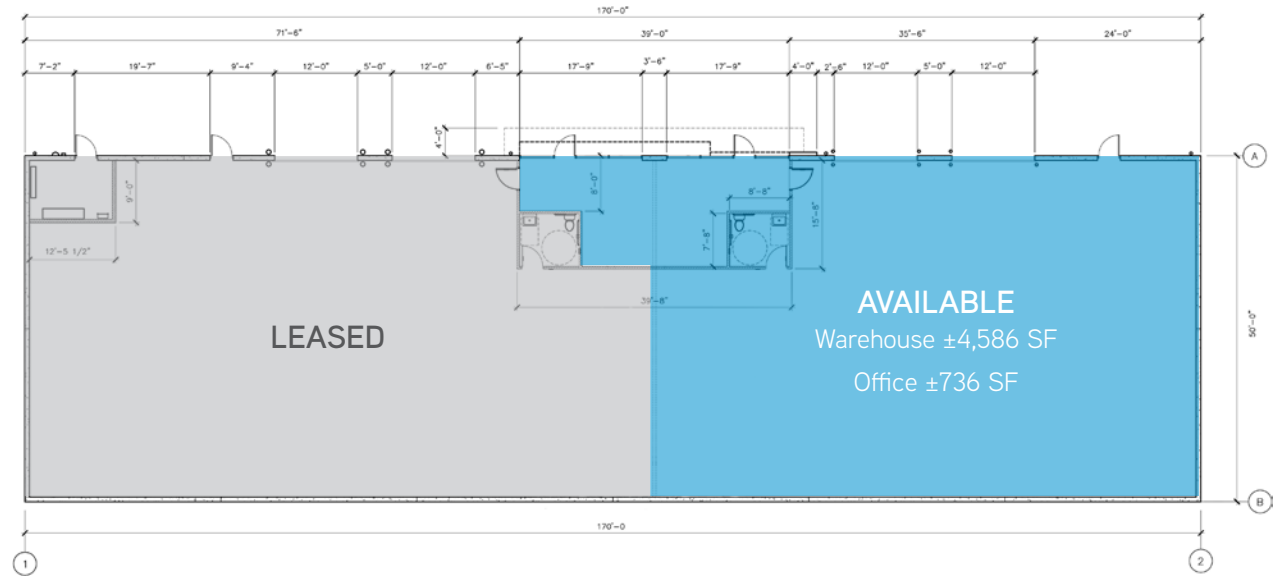 170'-0"
71'-6" 39'-0" 35'-6" 24'-0"
7'-2" 19'-7" 9'-4" 12'-0" 5'-0" 12'-0" 6'-5" 17'-9" 3'-6" 17'-9" 4'-0" 2'-6" 12'-0" 5'-0" 12'-0"
4'-0"
A
9'-0"
8'-0"
8'-8"
15'-8"
7'-8"
12'-5 1/2"
39'-8"
50'-0"
LEASED
AVAILABLE
Warehouse ±4,586 SF
Office ±736 SF
B
170'-0
1
2